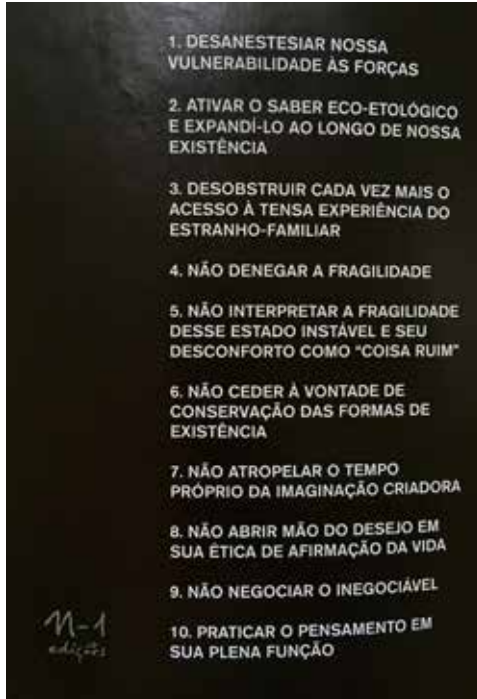 1. DESANESTESIAR NOSSA
VULNERABILIDADE ÀS FORÇAS
2. ATIVAR O SABER ECO-ETOLÓGICO
E EXPANDÍ-LO AO LONGO DE NOSSA
EXISTÊNCIA
3. DESOBSTRUIR CADA VEZ MAIS O
ACESSO À TENSA EXPERIÊNCIA DO
ESTRANHO-FAMILIAR
4. NÃO DENEGAR A FRAGILIDADE
5. NÃO INTERPRETAR A FRAGILIDADE
DESSE ESTADO INSTÁVEL E SEU
DESCONFORTO COMO “COISA RUIM”
6. NÃO CEDER À VONTADE DE
CONSERVAÇÃO DAS FORMAS DE
EXISTÊNCIA
7. NÃO ATROPELAR O TEMPO
PRÓPRIO DA IMAGINAÇÃO CRIADORA
8. NÃO ABRIR MÃO DO DESEJO EM
SUA ÉTICA DE AFIRMAÇÃO DA VIDA
9. NÃO NEGOCIAR O INEGOCIÁVEL
10. PRATICAR O PENSAMENTO EM
SUA PLENA FUNÇÃO
n-1
edições